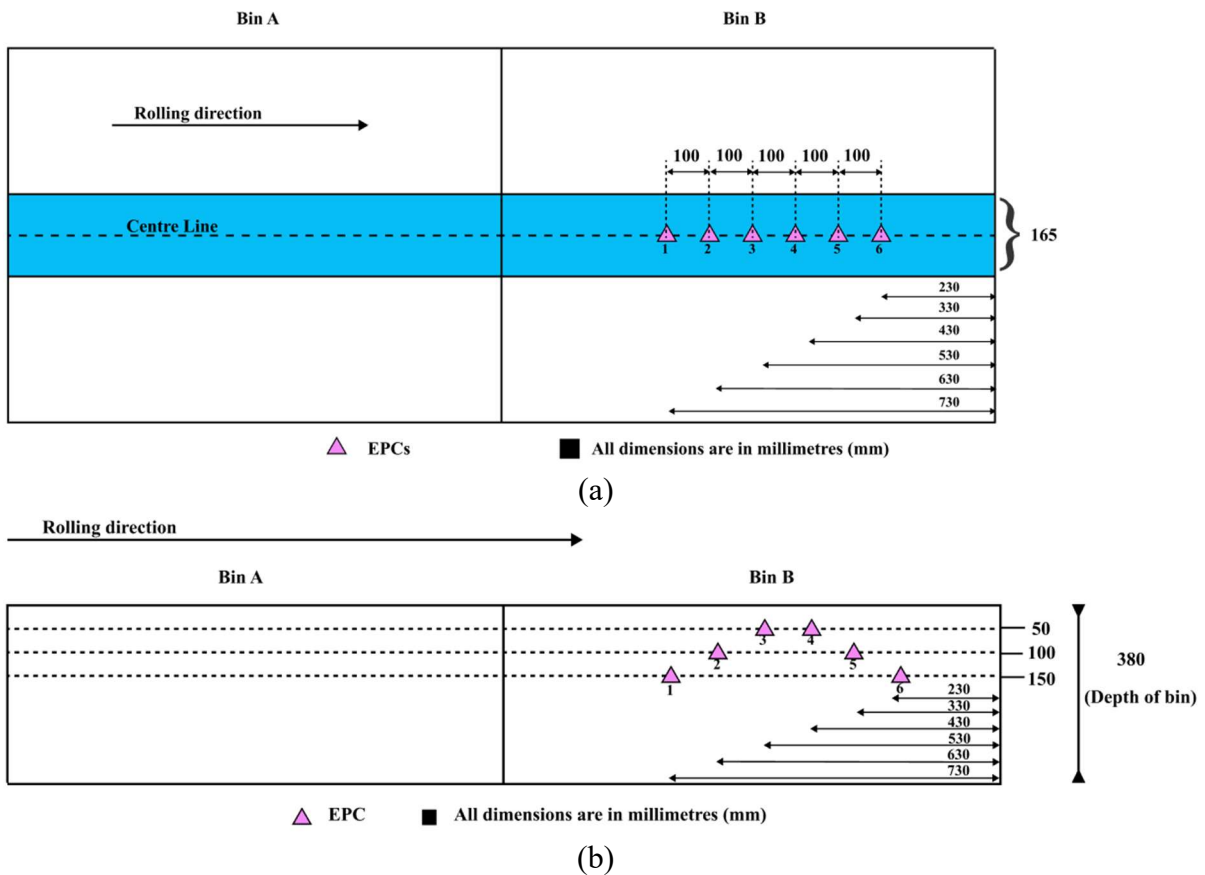 Bin A
Bin B
Rolling direction
100 100 100 100 100
Centre Line
1 2 3 4 5 6
165
230
330
430
530
630
730
EPCs
All dimensions are in millimetres (mm)
(a)
Rolling direction
Bin A
Bin B
3 4
50
2 5
100
1 6
150
380
(Depth of bin)
230
330
430
530
630
730
EPC
All dimensions are in millimetres (mm)
(b)